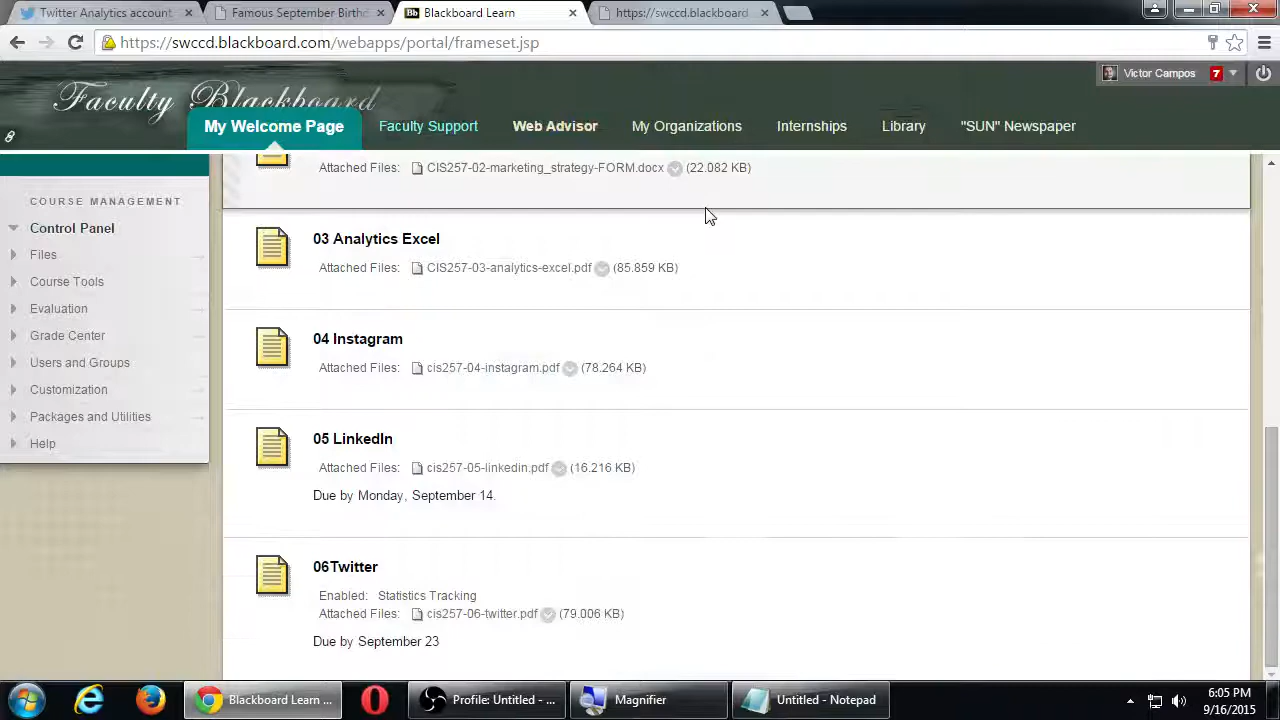 Twitter Analytics account
Famous September Birthd
Blackboard Learn
https://swccd.blackboard
https://swccd.blackboard.com/webapps/portal/frameset.jsp
Faculty Blackboard
Victor Campos 7
My Welcome Page
Faculty Support
Web Advisor
My Organizations
Internships
Library
"SUN" Newspaper
COURSE MANAGEMENT
Control Panel
Files
Course Tools
Evaluation
Grade Center
Users and Groups
Customization
Packages and Utilities
Help
Attached Files: CIS257-02-marketing_strategy-FORM.docx (22.082 KB)
03 Analytics Excel
Attached Files: CIS257-03-analytics-excel.pdf (85.859 KB)
04 Instagram
Attached Files: cis257-04-instagram.pdf (78.264 KB)
05 LinkedIn
Attached Files: cis257-05-linkedin.pdf (16.216 KB)
Due by Monday, September 14.
06Twitter
Enabled: Statistics Tracking
Attached Files: cis257-06-twitter.pdf (79.006 KB)
Due by September 23
Blackboard Learn ...
Profile: Untitled - ...
Magnifier
Untitled - Notepad
6:05 PM
9/16/2015